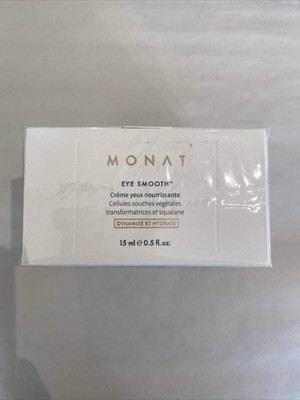 MONAT
EYE SMOOTH™
Crème yeux nourrissante
Cellules souches végétales
transformatrices et squalane
DYNAMISE ET HYDRATE
15 ml ℮ 0.5 fl. oz.